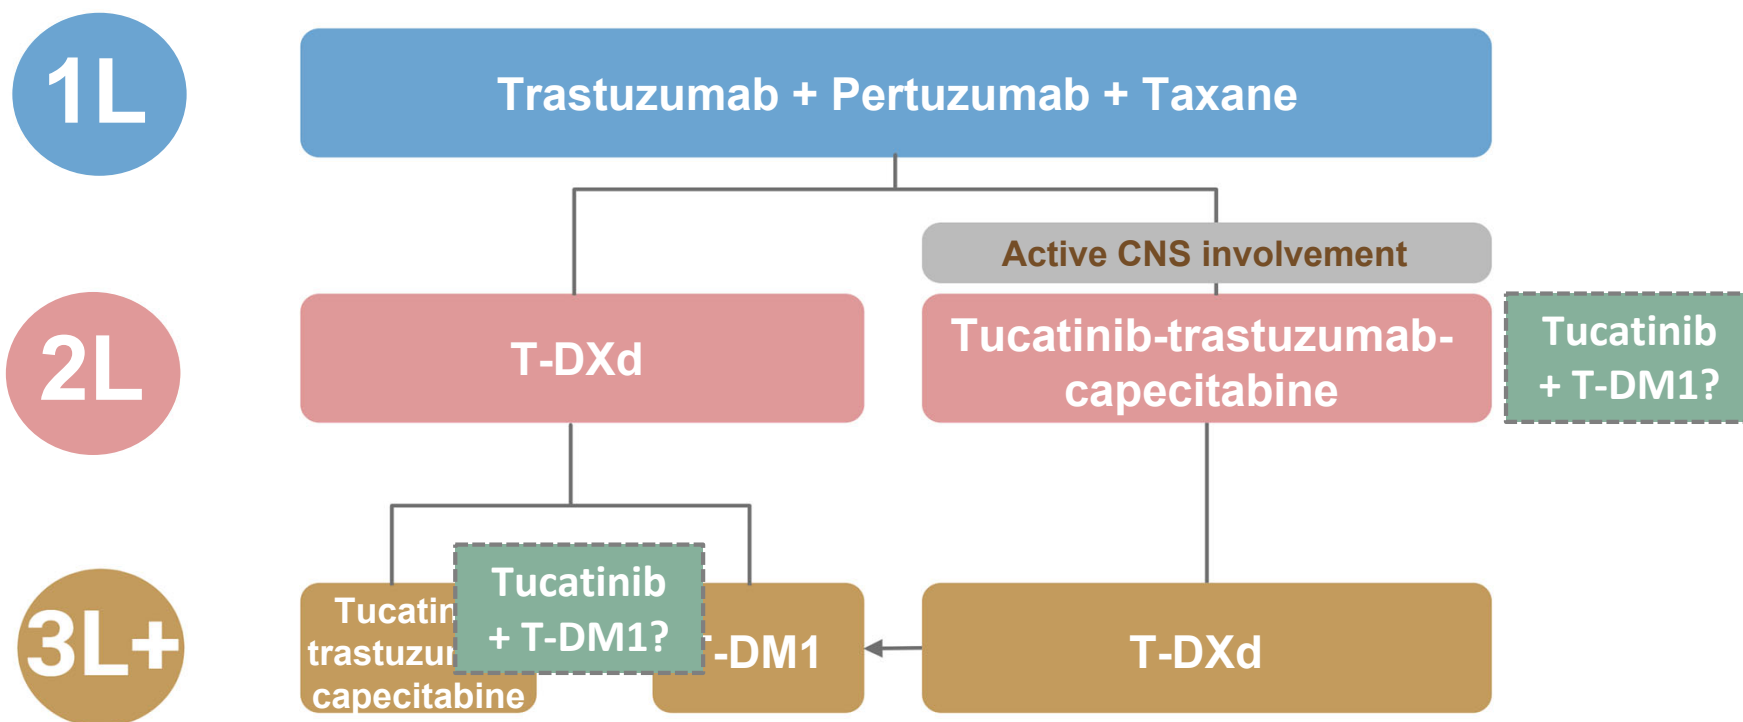 1L
Trastuzumab + Pertuzumab + Taxane
Active CNS involvement
2L
T-DXd
Tucatinib-trastuzumab-
capecitabine
Tucatinib
+ T-DM1?
3L+
capecitabine
Tucatinib
+ T-DM1?
-DM1
T-DXd